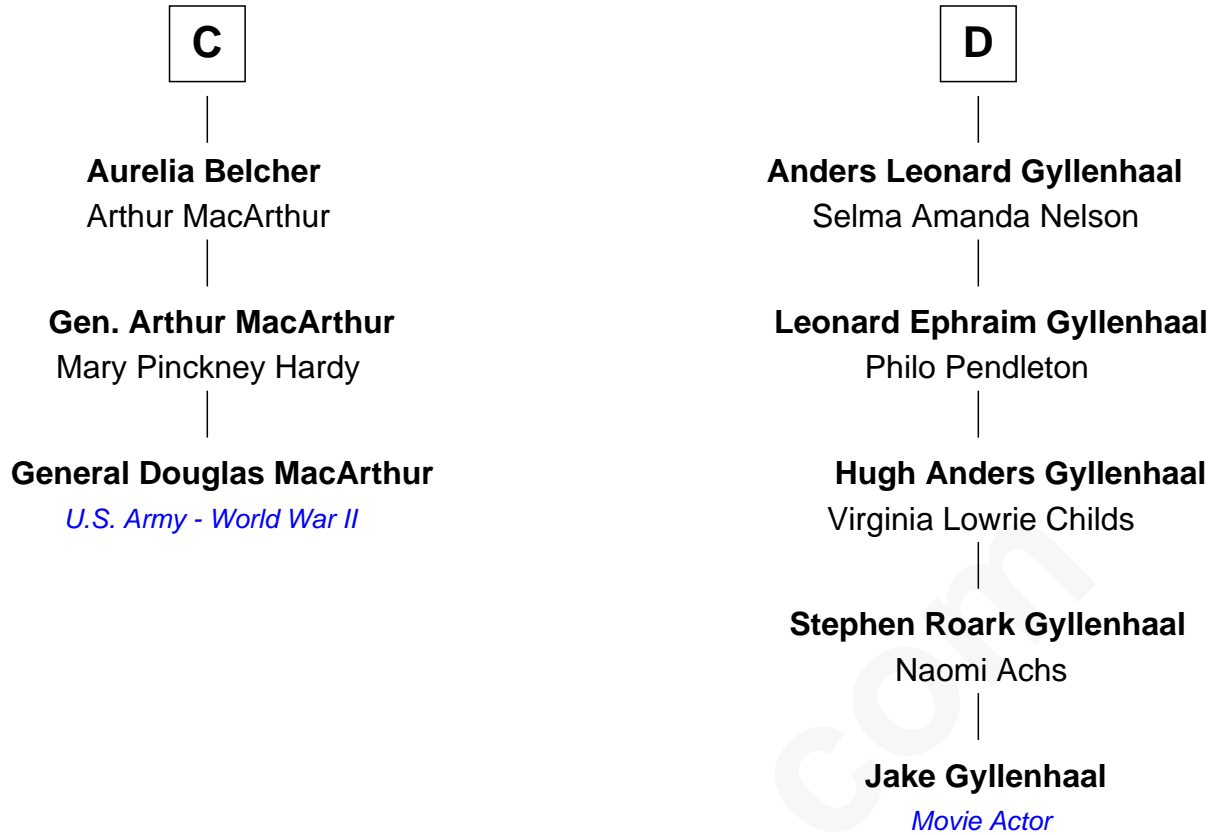 C
Aurelia Belcher
Arthur MacArthur
Gen. Arthur MacArthur
Mary Pinckney Hardy
General Douglas MacArthur
U.S. Army - World War II
D
Anders Leonard Gyllenhaal
Selma Amanda Nelson
Leonard Ephraim Gyllenhaal
Philo Pendleton
Hugh Anders Gyllenhaal
Virginia Lowrie Childs
Stephen Roark Gyllenhaal
Naomi Achs
Jake Gyllenhaal
Movie Actor
com